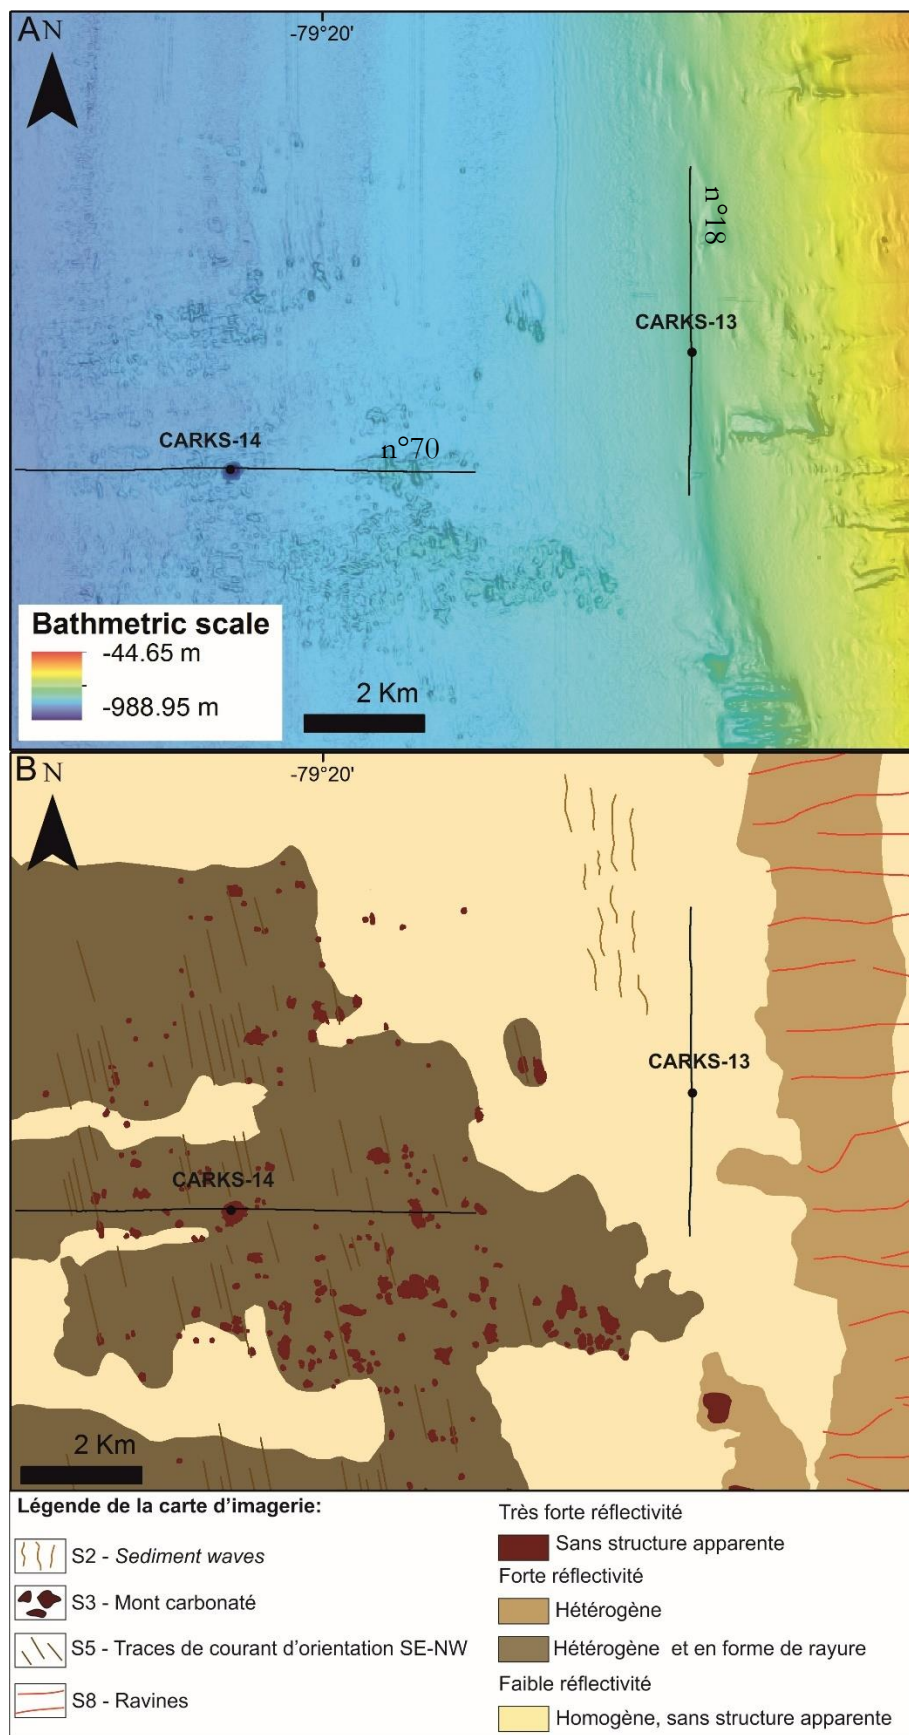 A N
-79°20'
n°18
CARKS-13
CARKS-14
n°70
Bathmetric scale
-44.65 m
-988.95 m
2 Km
B N
-79°20'
CARKS-13
CARKS-14
2 Km
Légende de la carte d'imagerie:
S2 - Sediment waves
S3 - Mont carbonaté
S5 - Traces de courant d'orientation SE-NW
S8 - Ravines
Très forte réflectivité
Sans structure apparente
Forte réflectivité
Hétérogène
Hétérogène et en forme de rayure
Faible réflectivité
Homogène, sans structure apparente